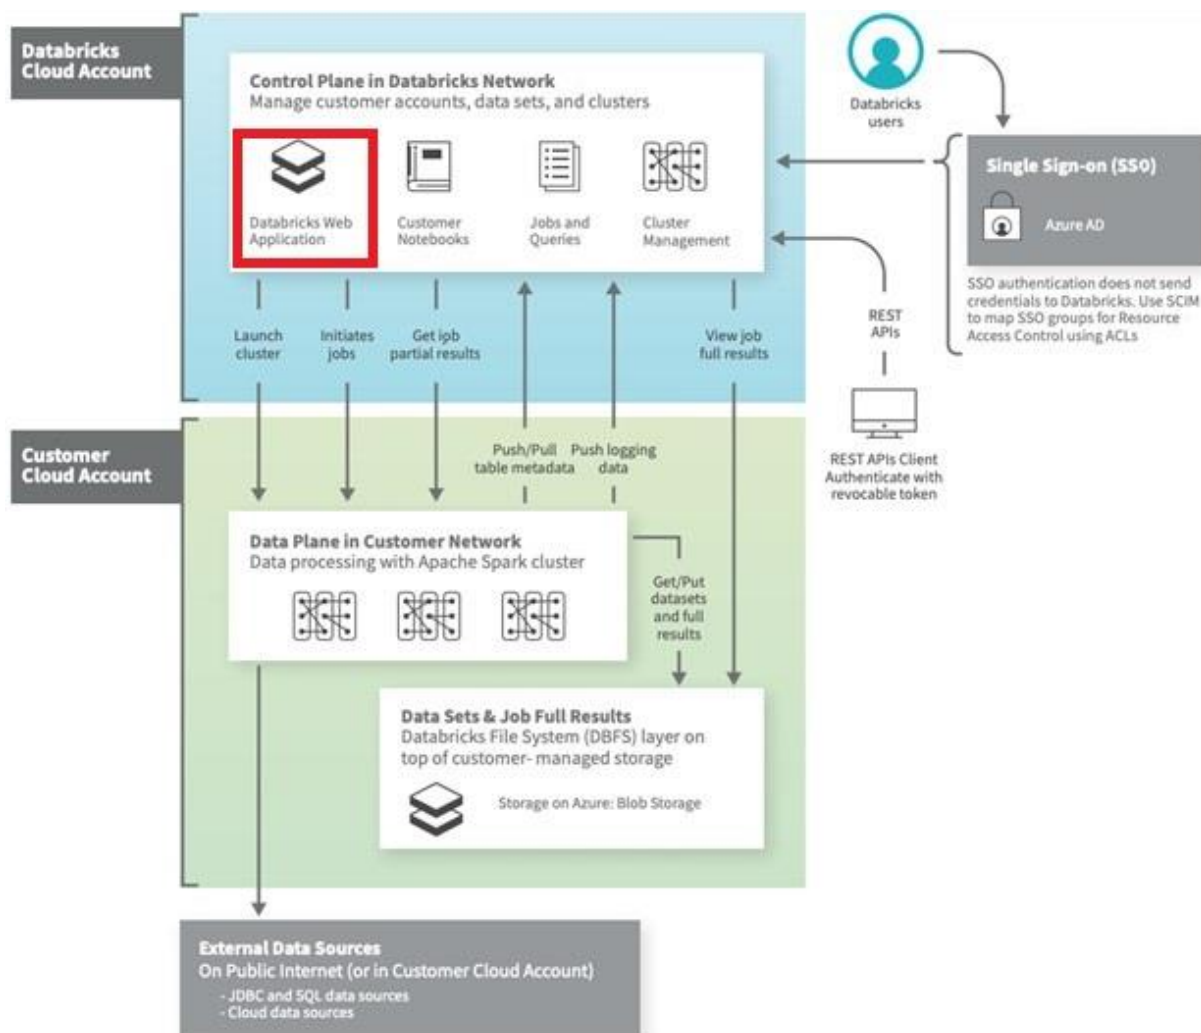 Databricks
Cloud Account
Control Plane in Databricks Network
Manage customer accounts, data sets, and clusters
Databricks Web
Application
Customer
Notebooks
Jobs and
Queries
Cluster
Management
Databricks
users
Single Sign-on (SSO)
Azure AD
SSO authentication does not send
credentials to Databricks. Use SCIM
to map SSO groups for Resource
Access Control using ACLs
Launch
cluster
Initiates
jobs
Get ipb
partial results
View job
full results
REST
APIs
REST APIs Client
Authenticate with
revocable token
Customer
Cloud Account
Push/Pull
table metadata
Push logging
data
Data Plane in Customer Network
Data processing with Apache Spark cluster
Get/Put
datasets
and full
results
Data Sets & Job Full Results
Databricks File System (DBFS) layer on
top of customer- managed storage
Storage on Azure: Blob Storage
External Data Sources
On Public Internet (or in Customer Cloud Account)
- JDBC and SQL data sources
- Cloud data sources